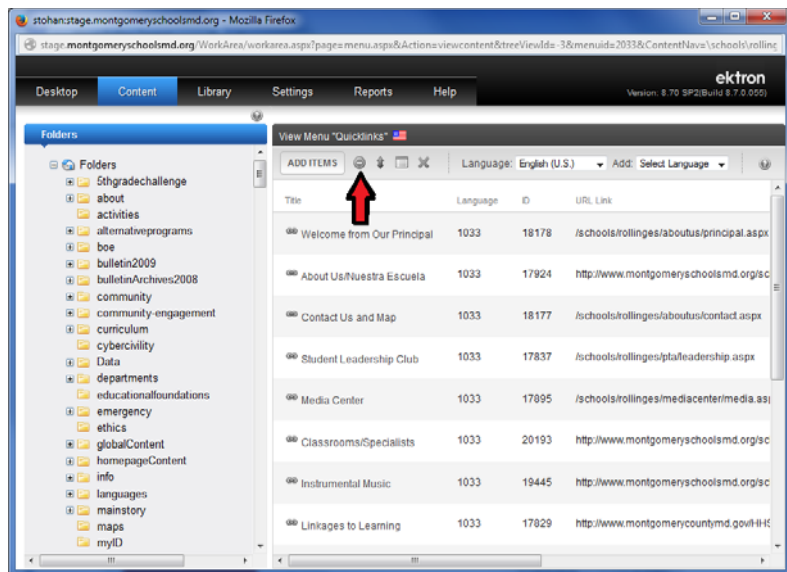 stohan:stage.montgomeryschoolsmd.org - Mozilla Firefox
stage.montgomeryschoolsmd.org/WorkArea/workarea.aspx?page=menu.aspx&Action=viewcontent&treeViewId=-3&menuid=2033&ContentNav=\schools\rolling
ektron
Desktop Content Library Settings Reports Help Version: 8.70 SP2(Build 8.7.0.055)
Folders
View Menu "Quicklinks"
ADD ITEMS Language: English (U.S.) Add: Select Language
Folders
5thgradechallenge
about
activities
alternativeprograms
boe
bulletin2009
bulletinArchives2008
community
community-engagement
curriculum
cybercivility
Data
departments
educationalfoundations
emergency
ethics
globalContent
homepageContent
info
languages
mainstory
maps
myID
Title Language ID URL Link
Welcome from Our Principal 1033 18178 /schools/rollinges/aboutus/principal.aspx
About Us/Nuestra Escuela 1033 17924 http://www.montgomeryschoolsmd.org/sc
Contact Us and Map 1033 18177 /schools/rollinges/aboutus/contact.aspx
Student Leadership Club 1033 17837 /schools/rollinges/pta/leadership.aspx
Media Center 1033 17895 /schools/rollinges/mediacenter/media.asp
Classrooms/Specialists 1033 20193 http://www.montgomeryschoolsmd.org/sc
Instrumental Music 1033 19445 http://www.montgomeryschoolsmd.org/sc
Linkages to Learning 1033 17829 http://www.montgomerycountymd.gov/HHS